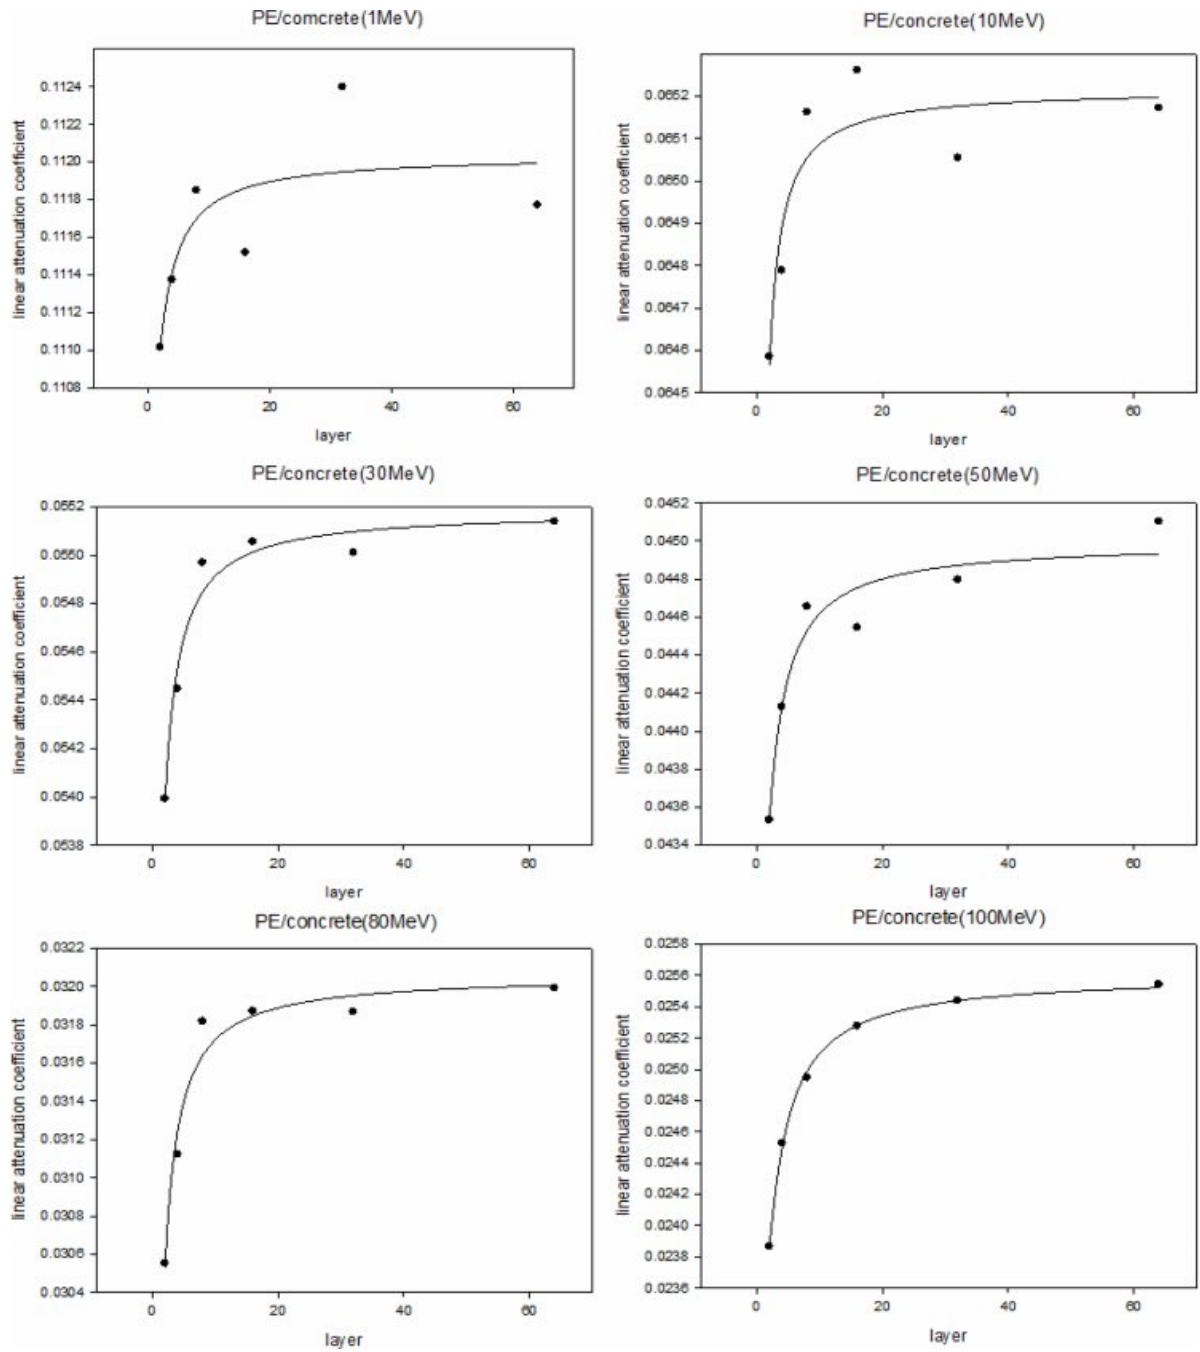 PE/comcrete(1MeV)
linear attenuation coefficient
0.1124
0.1122
0.1120
0.1118
0.1116
0.1114
0.1112
0.1110
0.1108
0 20 40 60
layer
PE/concrete(10MeV)
linear attenuation coefficient
0.0652
0.0651
0.0650
0.0649
0.0648
0.0647
0.0646
0.0645
0 20 40 60
layer
PE/concrete(30MeV)
linear attenuation coefficient
0.0552
0.0550
0.0548
0.0546
0.0544
0.0542
0.0540
0.0538
0 20 40 60
layer
PE/concrete(50MeV)
linear attenuation coefficient
0.0452
0.0450
0.0448
0.0446
0.0444
0.0442
0.0440
0.0438
0.0436
0.0434
0 20 40 60
layer
PE/concrete(80MeV)
linear attenuation coefficient
0.0322
0.0320
0.0318
0.0316
0.0314
0.0312
0.0310
0.0308
0.0306
0.0304
0 20 40 60
layer
PE/concrete(100MeV)
linear attenuation coefficient
0.0258
0.0256
0.0254
0.0252
0.0250
0.0248
0.0246
0.0244
0.0242
0.0240
0.0238
0.0236
0 20 40 60
layer